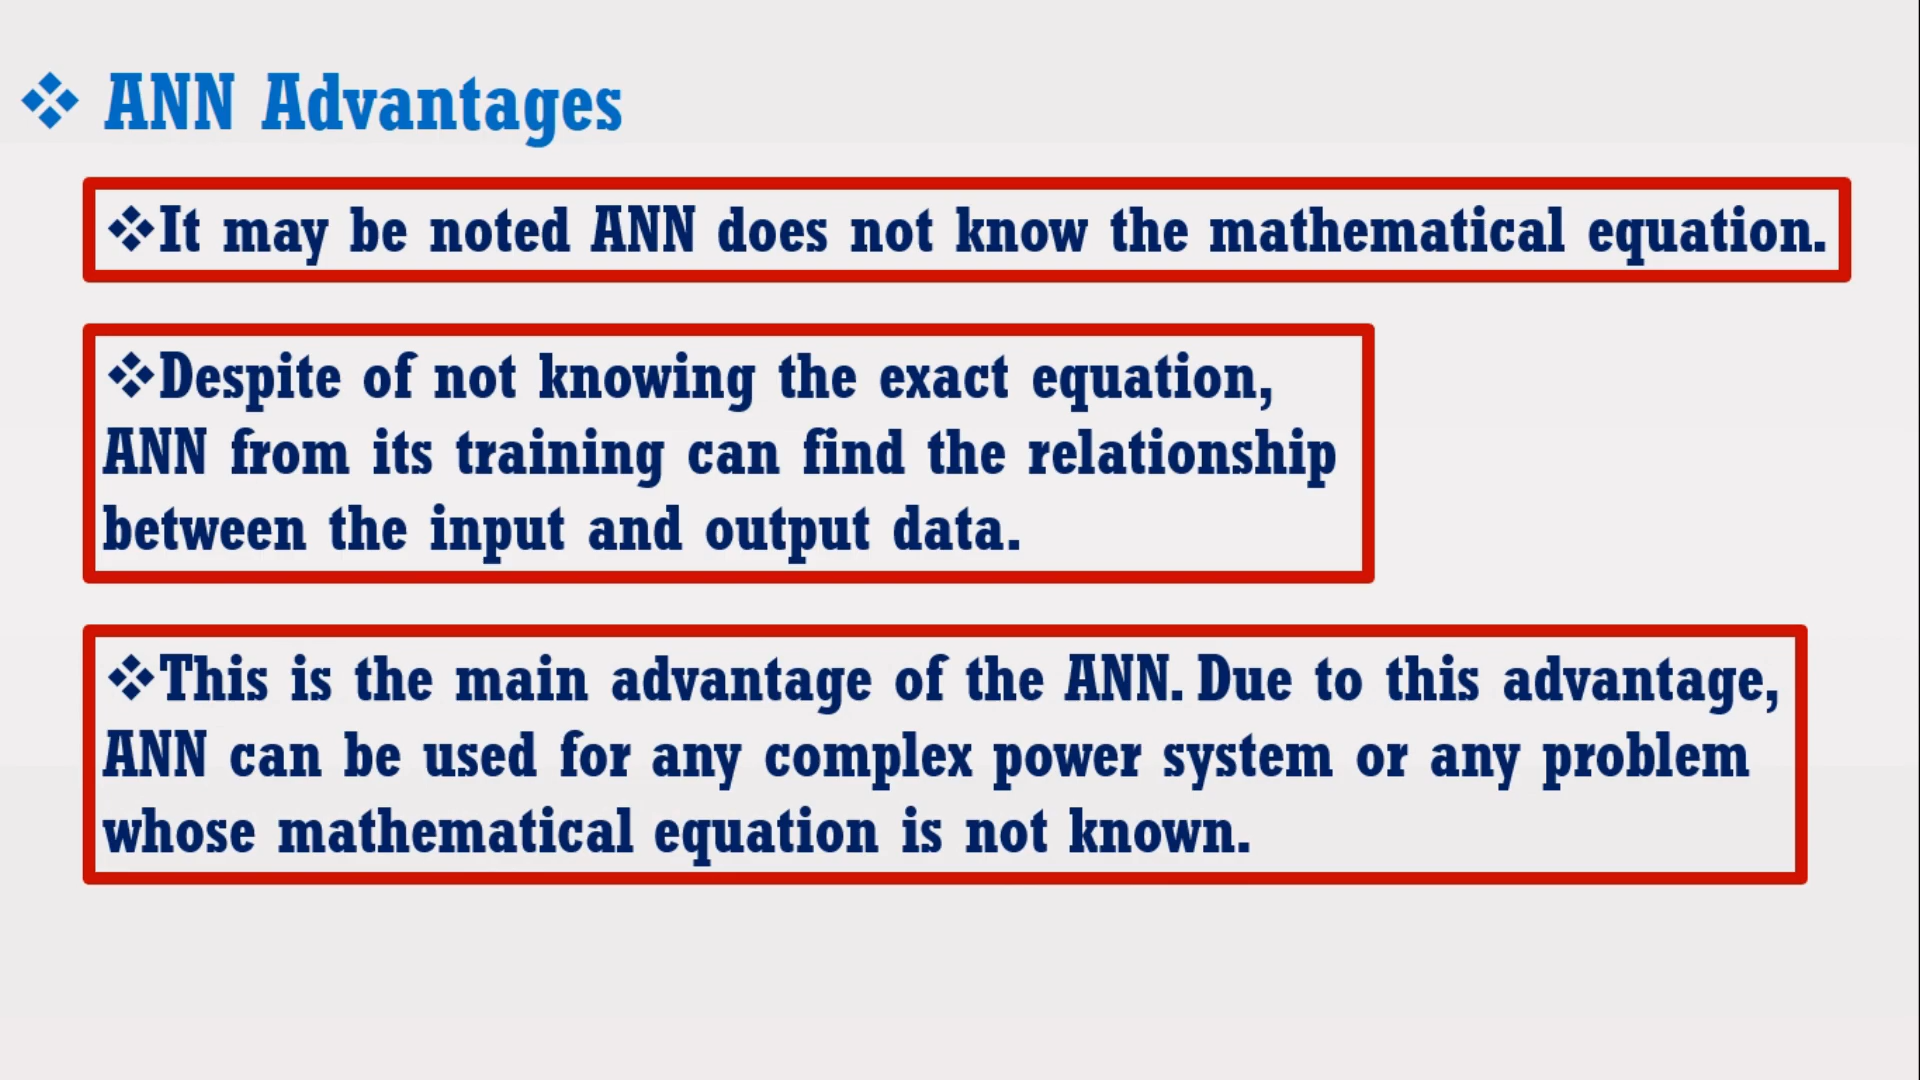 ❖ ANN Advantages
❖It may be noted ANN does not know the mathematical equation.
❖Despite of not knowing the exact equation,
ANN from its training can find the relationship
between the input and output data.
❖This is the main advantage of the ANN. Due to this advantage,
ANN can be used for any complex power system or any problem
whose mathematical equation is not known.